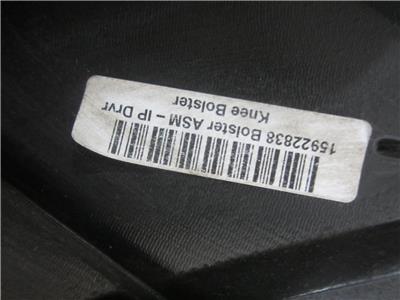 15922838 Bolster ASM – IP Drvr
Knee Bolster